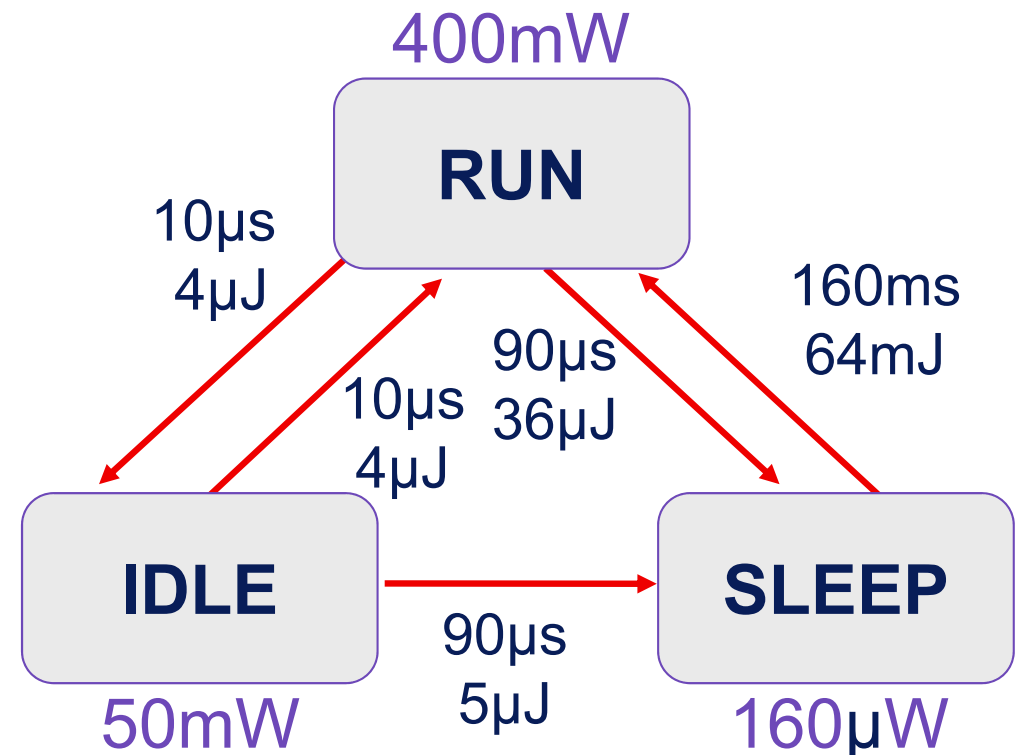 400mW
RUN
10µs
4µJ
160ms
64mJ
90µs
36µJ
10µs
4µJ
IDLE
SLEEP
90µs
5µJ
50mW
160µW